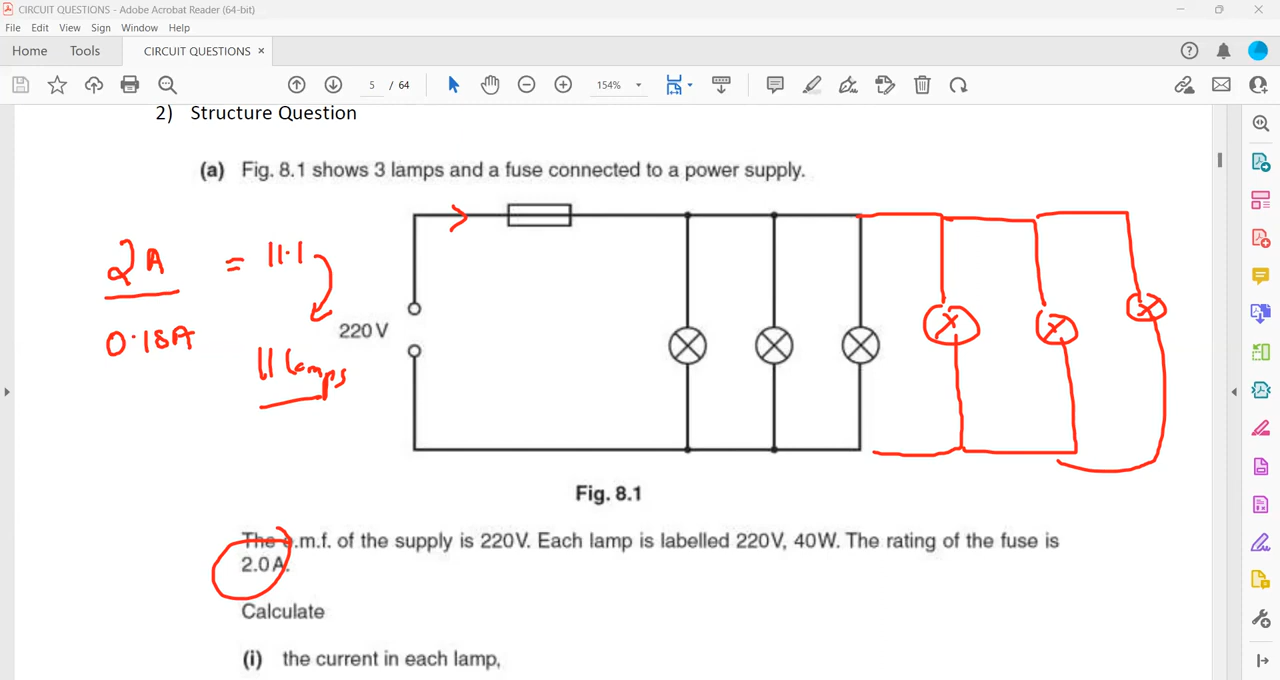 CIRCUIT QUESTIONS - Adobe Acrobat Reader (64-bit)
File Edit View Sign Window Help
Home Tools CIRCUIT QUESTIONS ×
5 / 64 154%
2) Structure Question
(a) Fig. 8.1 shows 3 lamps and a fuse connected to a power supply.
2A = 11.1
0.18A
11 lamps
220 V
Fig. 8.1
The e.m.f. of the supply is 220V. Each lamp is labelled 220V, 40W. The rating of the fuse is
2.0A.
Calculate
(i) the current in each lamp,